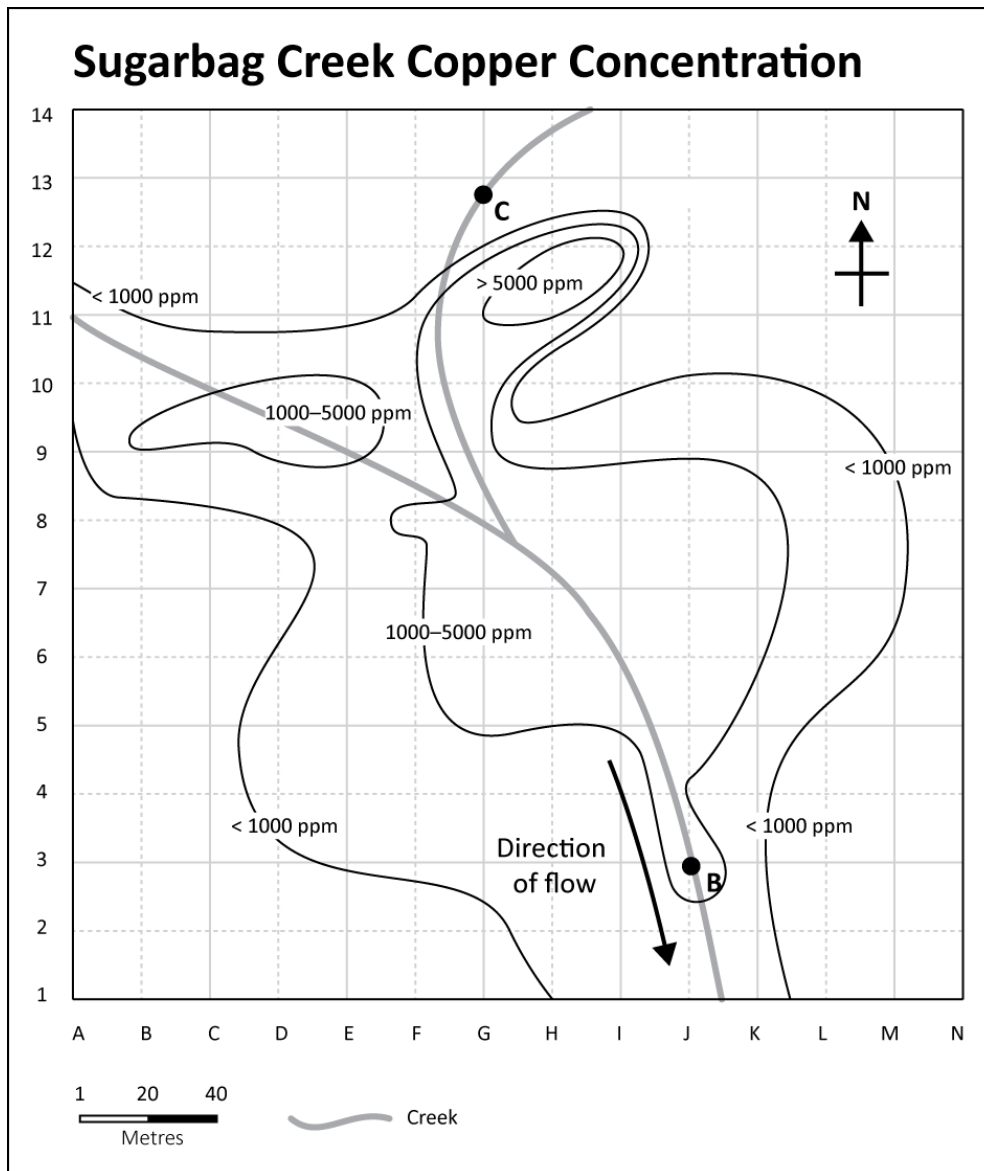 Sugarbag Creek Copper Concentration
14
13
12
11
10
9
8
7
6
5
4
3
2
1
C
N
> 5000 ppm
< 1000 ppm
1000–5000 ppm
< 1000 ppm
1000–5000 ppm
< 1000 ppm
< 1000 ppm
Direction
of flow
B
A B C D E F G H I J K L M N
1 20 40
Metres
Creek